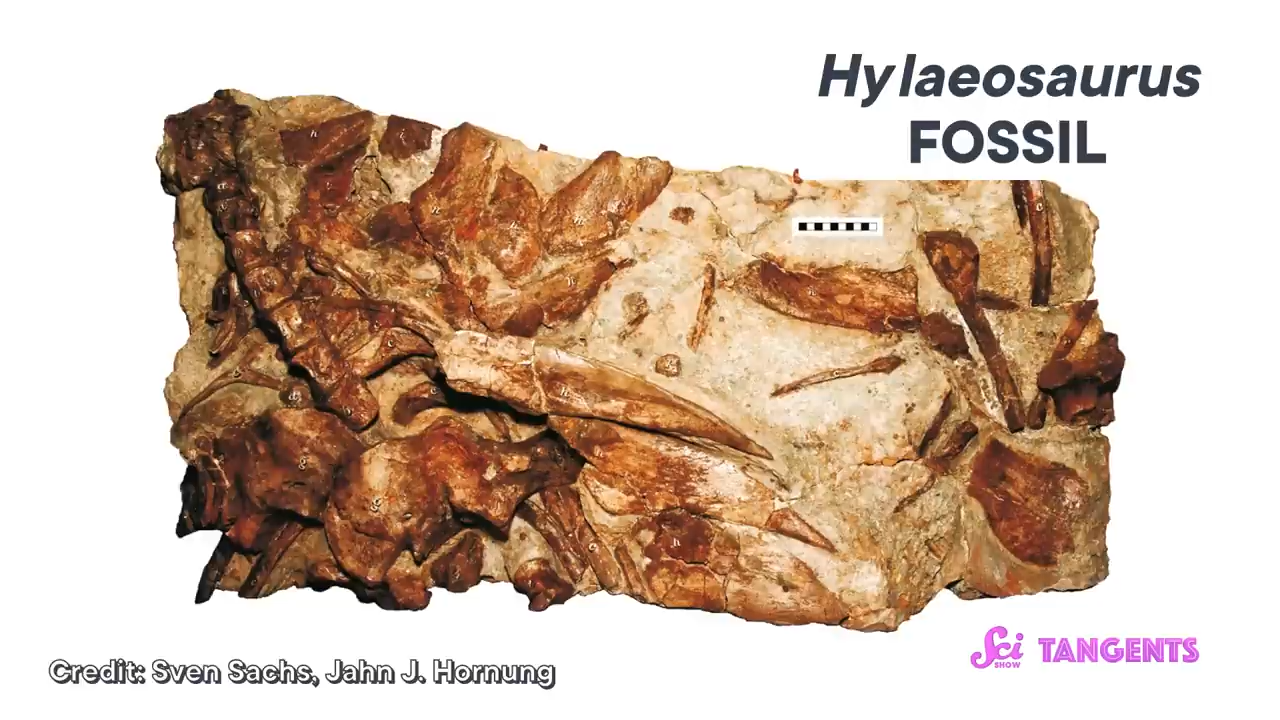 Hylaeosaurus
FOSSIL
Credit: Sven Sachs, Jahn J. Hornung
Sci
SHOW
TANGENTS